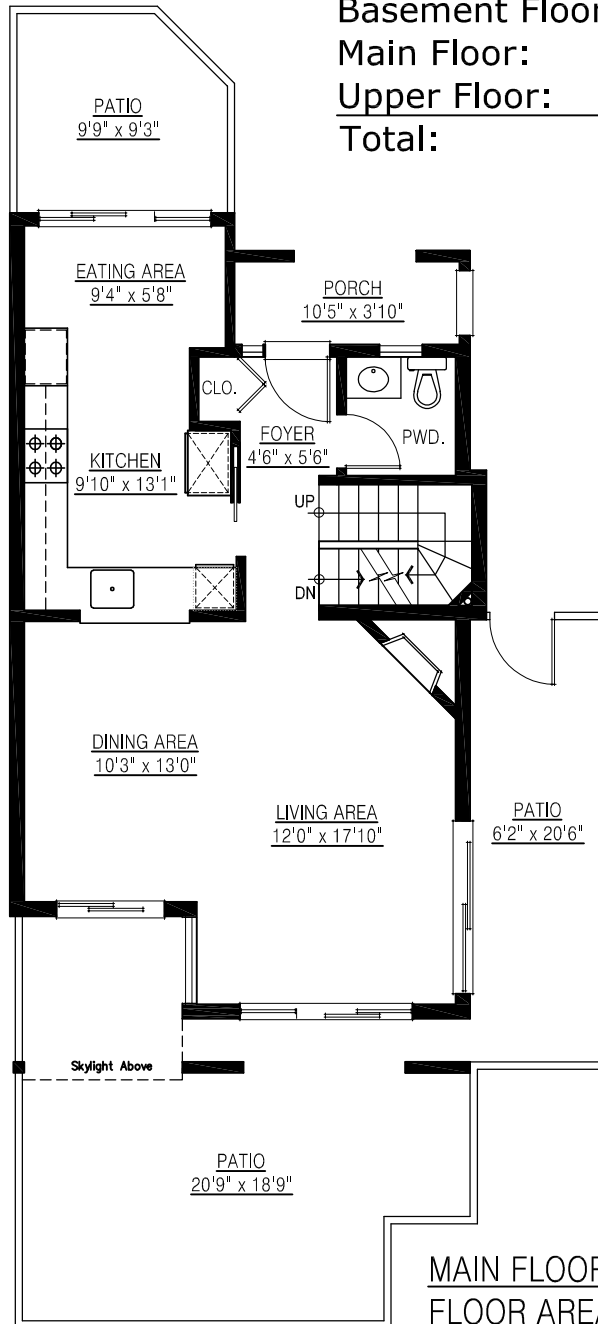 Basement Floor
Main Floor:
Upper Floor:
Total:
PATIO
9'9" x 9'3"
EATING AREA
9'4" x 5'8"
PORCH
10'5" x 3'10"
CLO.
FOYER
4'6" x 5'6"
PWD.
KITCHEN
9'10" x 13'1"
UP
DN
DINING AREA
10'3" x 13'0"
LIVING AREA
12'0" x 17'10"
PATIO
6'2" x 20'6"
Skylight Above
PATIO
20'9" x 18'9"
MAIN FLOOR
FLOOR AREA